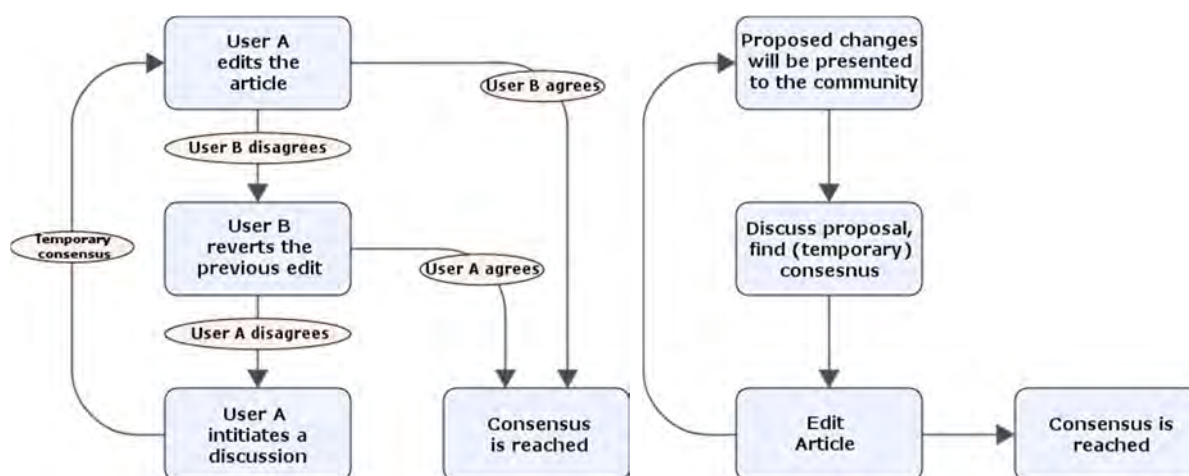 User A
edits the
article
User B agrees
User B disagrees
User B
reverts the
previous edit
Temporary
consensus
User A agrees
User A disagrees
User A
intitiates a
discussion
Consensus
is reached
Proposed changes
will be presented
to the community
Discuss proposal,
find (temporary)
consesnus
Edit
Article
Consensus is
reached